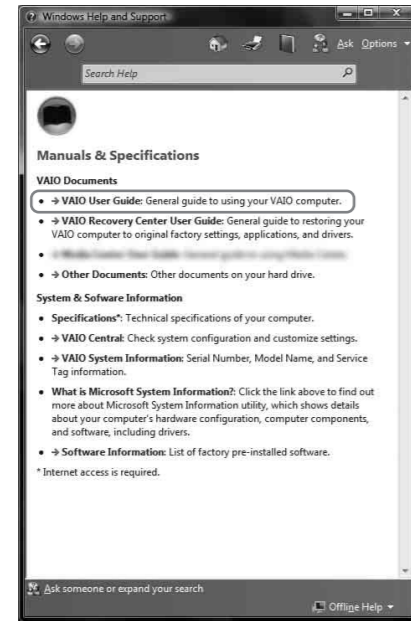 Windows Help and Support
Ask Options
Search Help
Manuals & Specifications
VAIO Documents
• → VAIO User Guide: General guide to using your VAIO computer.
• → VAIO Recovery Center User Guide: General guide to restoring your
VAIO computer to original factory settings, applications, and drivers.
• → Other Documents: Other documents on your hard drive.
System & Sofware Information
• Specifications*: Technical specifications of your computer.
• → VAIO Central: Check system configuration and customize settings.
• → VAIO System Information: Serial Number, Model Name, and Service
Tag information.
• What is Microsoft System Information?: Click the link above to find out
more about Microsoft System Information utility, which shows details
about your computer's hardware configuration, computer components,
and software, including drivers.
• → Software Information: List of factory pre-installed software.
* Internet access is required.
Ask someone or expand your search
Offline Help